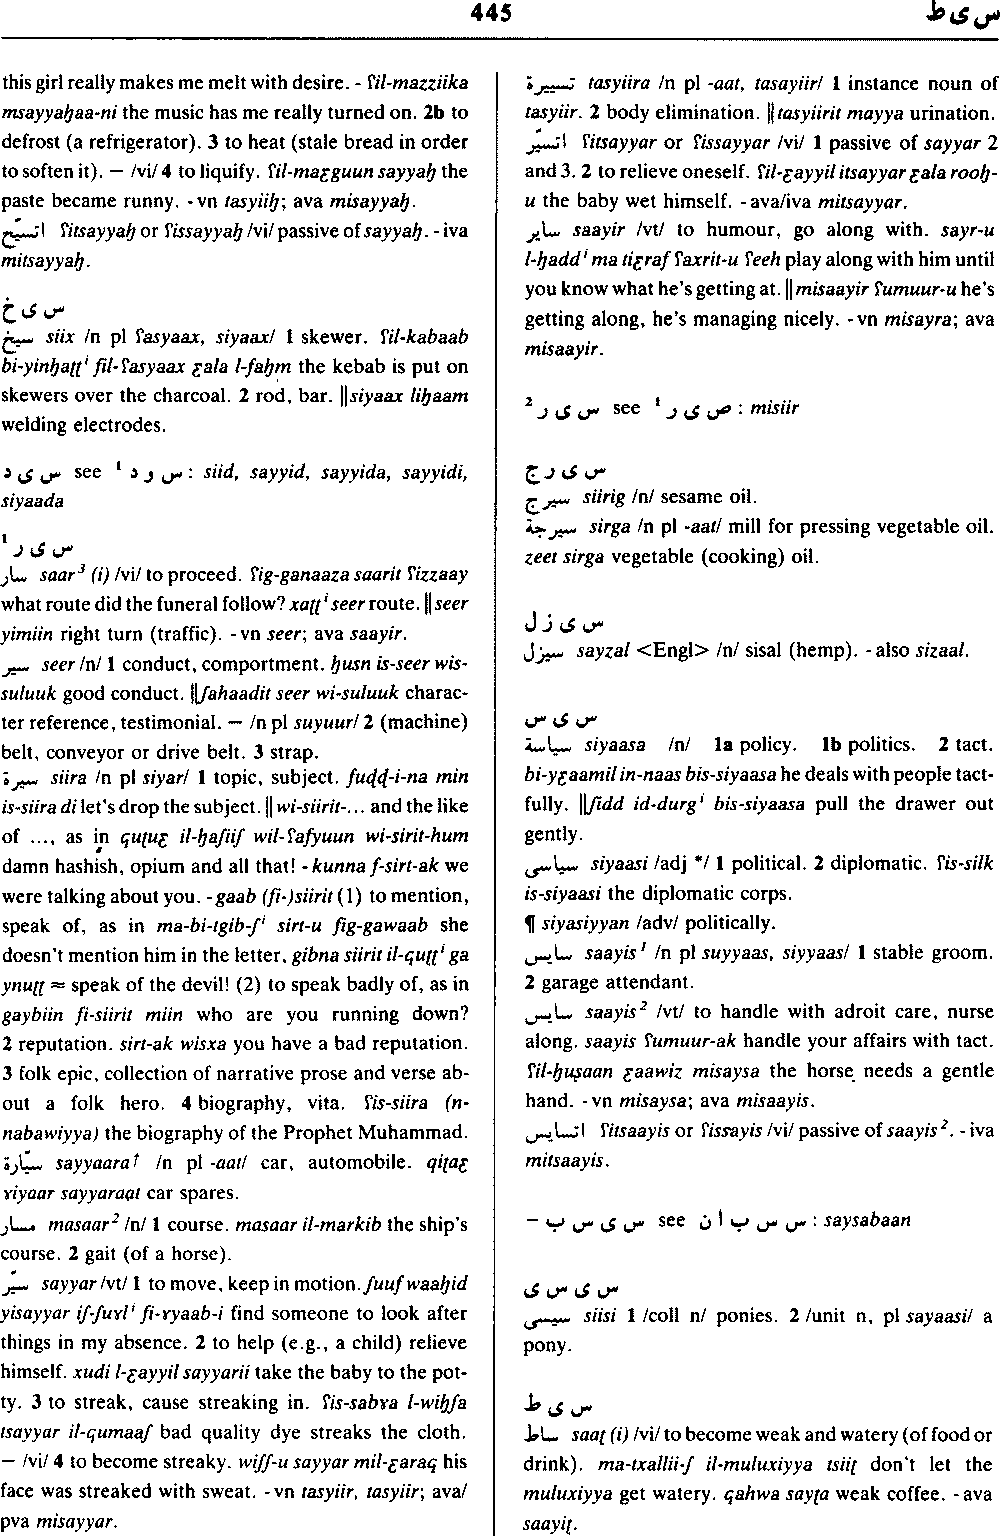 445
س ي ط
this girl really makes me melt with desire. - ʕil-mazziika
msayyaḥaa-ni the music has me really turned on. 2b to
defrost (a refrigerator). 3 to heat (stale bread in order
to soften it). — /vi/ 4 to liquify. ʕil-maƹguun sayyaḥ the
paste became runny. - vn tasyiiḥ; ava misayyaḥ.
اتسيّح ʕitsayyaḥ or ʕissayyaḥ /vi/ passive of sayyaḥ. - iva
mitsayyaḥ.
س ى خ
سيخ siix /n pl ʕasyaax, siyaax/ 1 skewer. ʕil-kabaab
bi-yinḥaṭṭⁱ fil-ʕasyaax ƹala l-faḥm the kebab is put on
skewers over the charcoal. 2 rod, bar. ‖siyaax liḥaam
welding electrodes.
س ى د see ¹ س و د : siid, sayyid, sayyida, sayyidi,
siyaada
س ى ر ¹
سار saar³ (i) /vi/ to proceed. ʕig-ganaaza saarit ʕizzaay
what route did the funeral follow? xaṭṭⁱ seer route. ‖seer
yimiin right turn (traffic). - vn seer; ava saayir.
سير seer /n/ 1 conduct, comportment. ḥusn is-seer wis-
suluuk good conduct. ‖ʃahaadit seer wi-suluuk charac-
ter reference, testimonial. — /n pl suyuur/ 2 (machine)
belt, conveyor or drive belt. 3 strap.
سيرة siira /n pl siyar/ 1 topic, subject. fuḍḍ-i-na min
is-siira di let's drop the subject. ‖ wi-siirit-... and the like
of ..., as in quṭuƹ il-ḥaʃiiʃ wil-ʕafyuun wi-sirit-hum
damn hashish, opium and all that! - kunna f-sirt-ak we
were talking about you. - gaab (fi-)siirit (1) to mention,
speak of, as in ma-bi-tgib-ʃⁱ sirt-u fig-gawaab she
doesn't mention him in the letter, gibna siirit il-quṭṭⁱ ga
ynuṭṭ ≈ speak of the devil! (2) to speak badly of, as in
gaybiin fi-siirit miin who are you running down?
2 reputation. sirt-ak wisxa you have a bad reputation.
3 folk epic, collection of narrative prose and verse ab-
out a folk hero. 4 biography, vita. ʕis-siira (n-
nabawiyya) the biography of the Prophet Muhammad.
سيّارة sayyaara↑ /n pl -aat/ car, automobile. qiṭaƹ
ɣiyaar sayyaraat car spares.
مسار masaar² /n/ 1 course. masaar il-markib the ship's
course. 2 gait (of a horse).
سيّر sayyar /vt/ 1 to move, keep in motion. ʃuuf waaḥid
yisayyar iʃ-ʃuɣlⁱ fi-ɣyaab-i find someone to look after
things in my absence. 2 to help (e.g., a child) relieve
himself. xudi l-ƹayyil sayyarii take the baby to the pot-
ty. 3 to streak, cause streaking in. ʕis-sabɣa l-wiḥʃa
tsayyar il-qumaaʃ bad quality dye streaks the cloth.
— /vi/ 4 to become streaky. wiʃʃ-u sayyar mil-ƹaraq his
face was streaked with sweat. - vn tasyiir, tasyiir; ava/
pva misayyar.
تسييرة tasyiira /n pl -aat, tasayiir/ 1 instance noun of
tasyiir. 2 body elimination. ‖tasyiirit mayya urination.
اتسيّر ʕitsayyar or ʕissayyar /vi/ 1 passive of sayyar 2
and 3. 2 to relieve oneself. ʕil-ƹayyil itsayyar ƹala rooḥ-
u the baby wet himself. - ava/iva mitsayyar.
ساير saayir /vt/ to humour, go along with. sayr-u
l-ḥaddⁱ ma tiƹraf ʕaxrit-u ʕeeh play along with him until
you know what he's getting at. ‖misaayir ʕumuur-u he's
getting along, he's managing nicely. - vn misayra; ava
misaayir.
س ى ر ² see ¹ ص ى ر : misiir
س ى ر ج
سيرج siirig /n/ sesame oil.
سيرجة sirga /n pl -aat/ mill for pressing vegetable oil.
zeet sirga vegetable (cooking) oil.
س ى ز ل
سيزل sayzal <Engl> /n/ sisal (hemp). - also sizaal.
س ى س
سياسة siyaasa /n/ 1a policy. 1b politics. 2 tact.
bi-yƹaamil in-naas bis-siyaasa he deals with people tact-
fully. ‖ʃidd id-durgⁱ bis-siyaasa pull the drawer out
gently.
سياسى siyaasi /adj */ 1 political. 2 diplomatic. ʕis-silk
is-siyaasi the diplomatic corps.
¶ siyasiyyan /adv/ politically.
سايس saayis¹ /n pl suyyaas, siyyaas/ 1 stable groom.
2 garage attendant.
سايس saayis² /vt/ to handle with adroit care, nurse
along. saayis ʕumuur-ak handle your affairs with tact.
ʕil-ḥuṣaan ƹaawiz misaysa the horse needs a gentle
hand. - vn misaysa; ava misaayis.
اتسايس ʕitsaayis or ʕissayis /vi/ passive of saayis². - iva
mitsaayis.
س ى س ب – see س س ب ا ن : saysabaan
س ى س ى
سيسى siisi 1 /coll n/ ponies. 2 /unit n, pl sayaasi/ a
pony.
س ى ط
ساط saaṭ (i) /vi/ to become weak and watery (of food or
drink). ma-txallii-ʃ il-muluxiyya tsiiṭ don't let the
muluxiyya get watery. qahwa sayṭa weak coffee. - ava
saayiṭ.